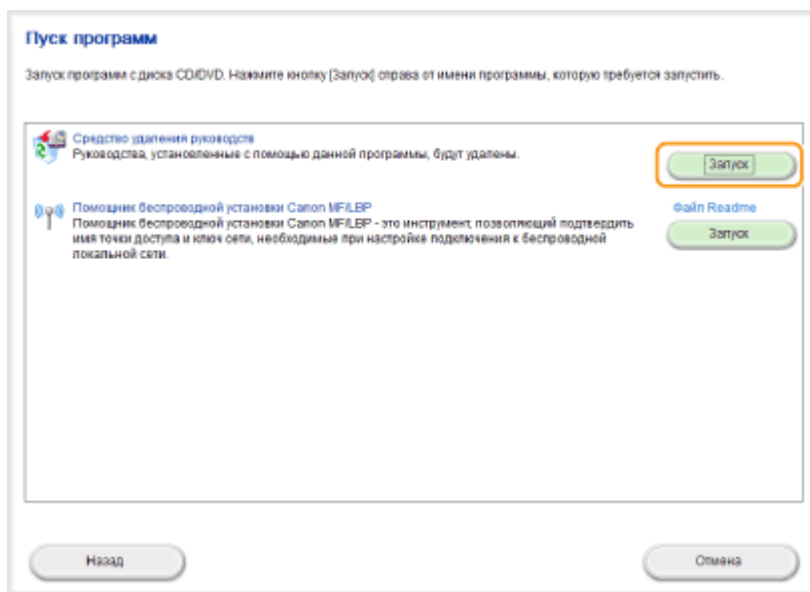 Пуск программ
Запуск программ с диска CD/DVD. Нажмите кнопку [Запуск] справа от имени программы, которую требуется запустить.
Средство удаления руководств
Руководства, установленные с помощью данной программы, будут удалены.
Запуск
Помощник беспроводной установки Canon MF/LBP
Файл Readme
Помощник беспроводной установки Canon MF/LBP - это инструмент, позволяющий подтвердить
имя точки доступа и ключ сети, необходимые при настройке подключения к беспроводной
локальной сети.
Запуск
Назад
Отмена